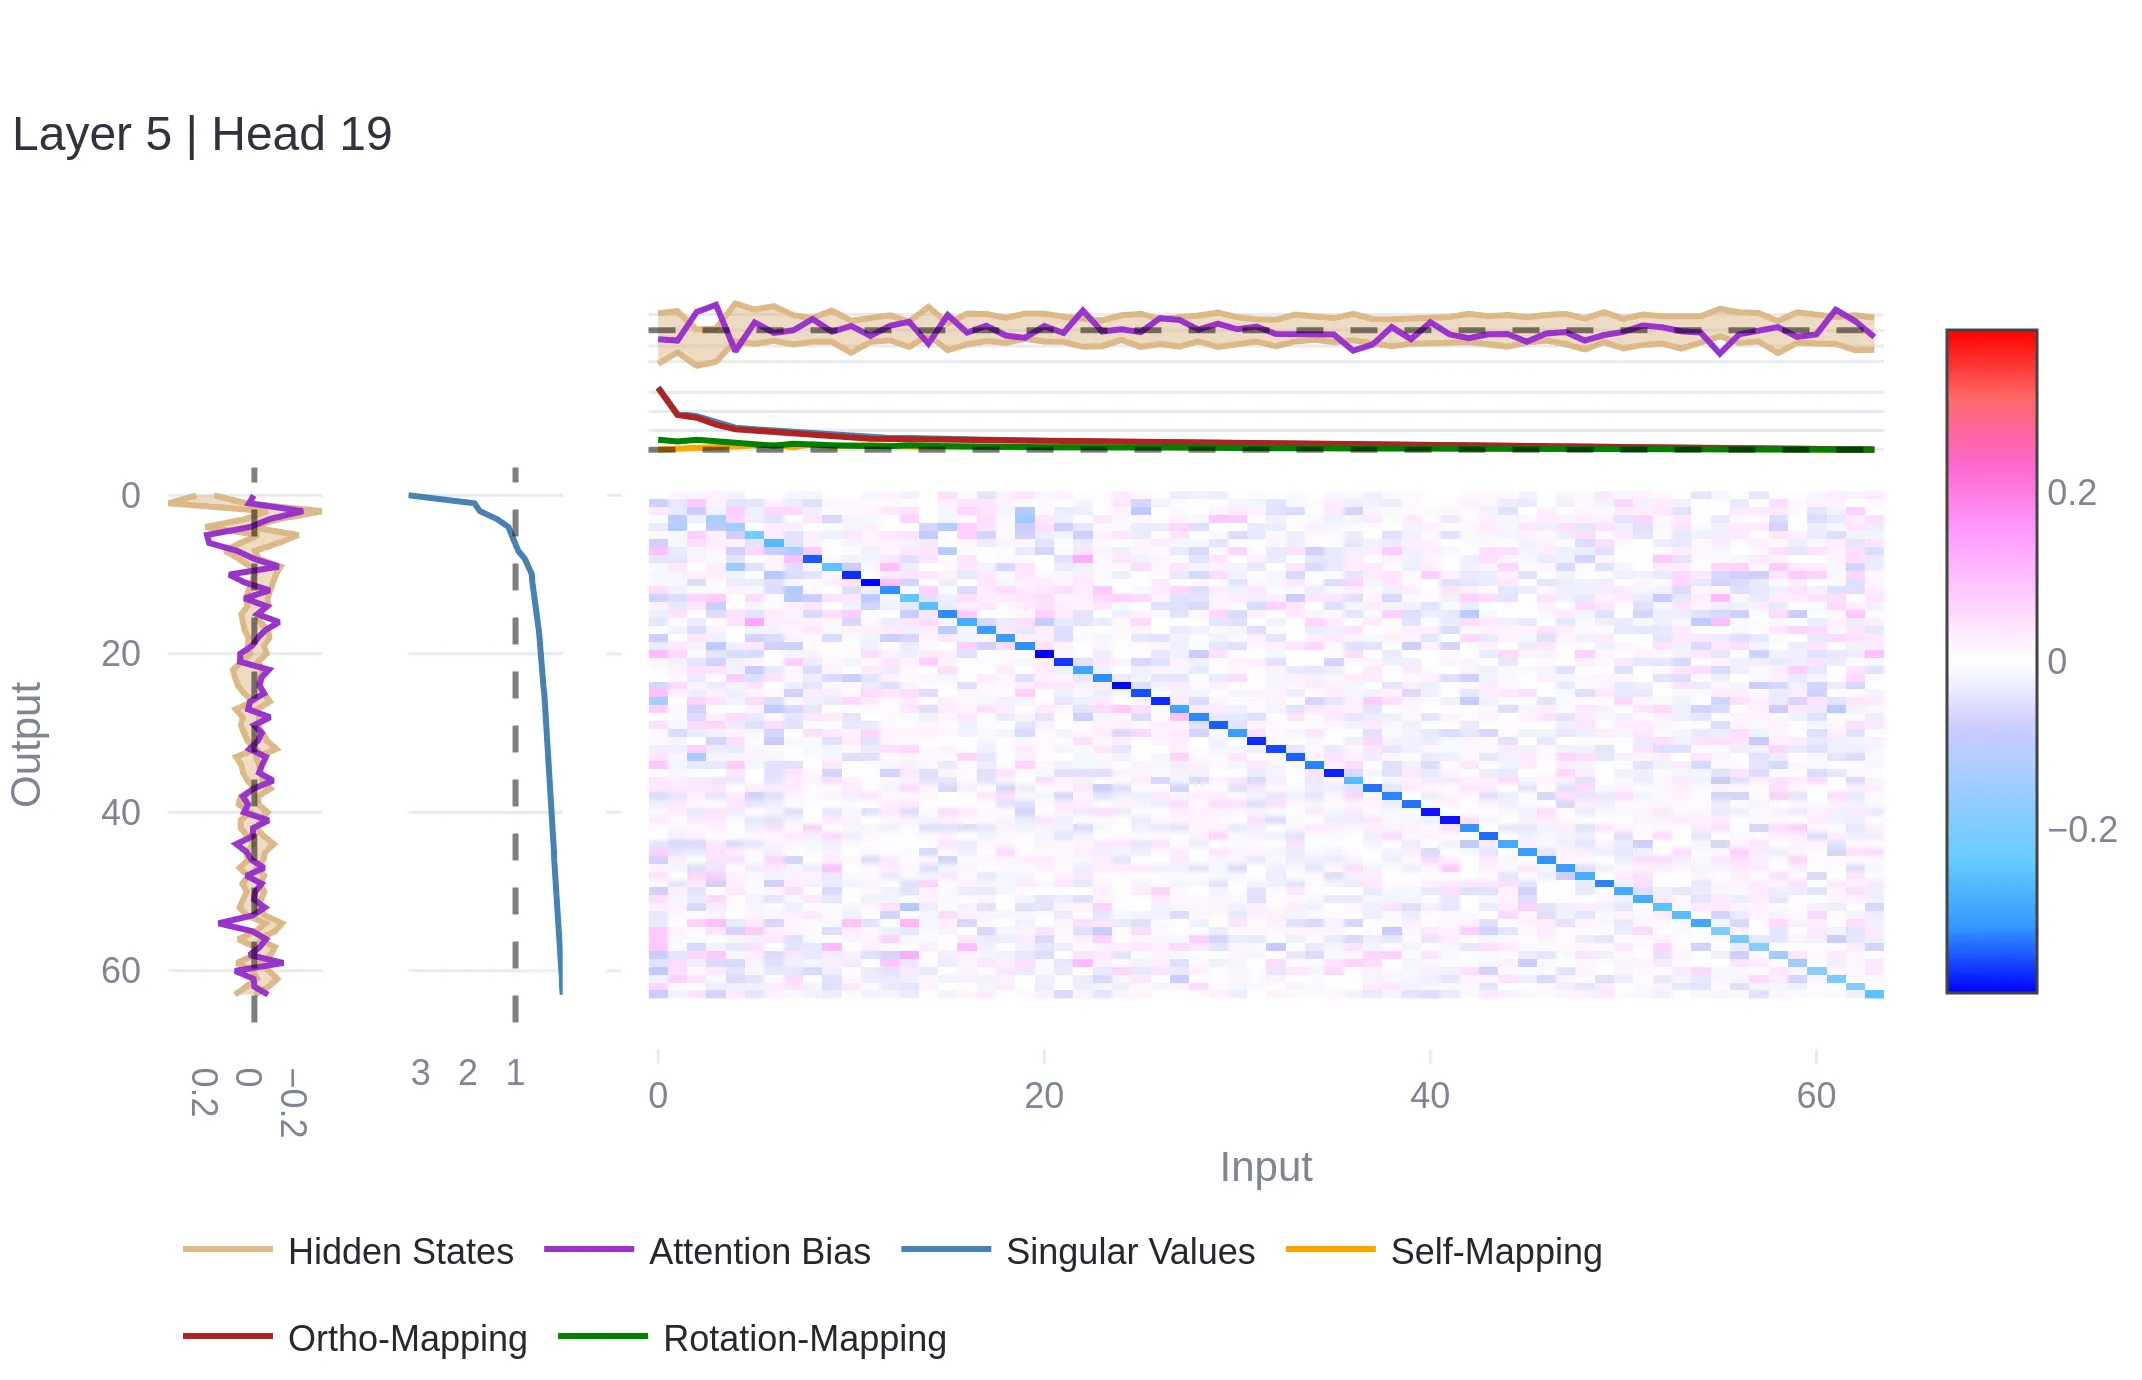 Layer 5 | Head 19
0
20
40
60
Output
0.2
0
−0.2
3 2 1
0 20 40 60
Input
0.2
0
−0.2
Hidden States Attention Bias Singular Values Self-Mapping
Ortho-Mapping Rotation-Mapping